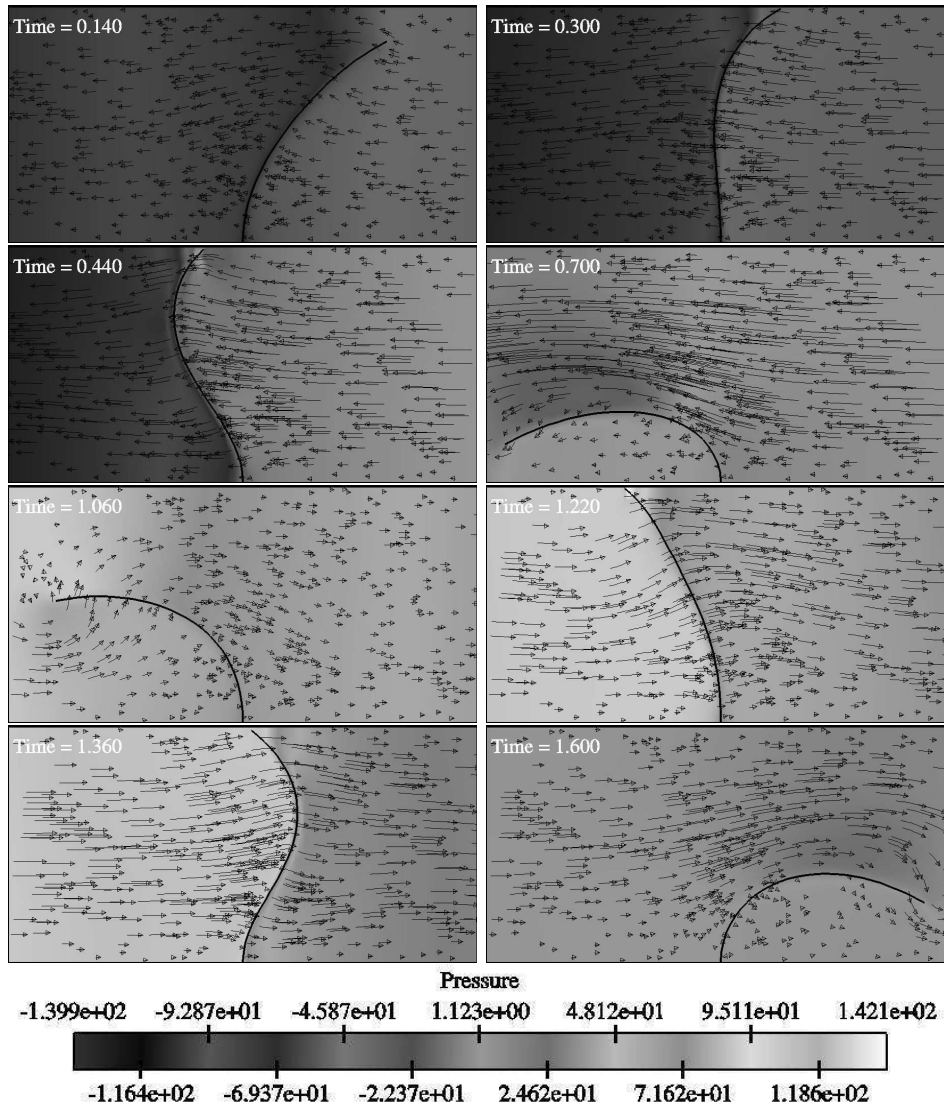 Time = 0.140
Time = 0.300
Time = 0.440
Time = 0.700
Time = 1.060
Time = 1.220
Time = 1.360
Time = 1.600
Pressure
-1.399e+02 -9.287e+01 -4.587e+01 1.123e+00 4.812e+01 9.511e+01 1.421e+02
-1.164e+02 -6.937e+01 -2.237e+01 2.462e+01 7.162e+01 1.186e+02